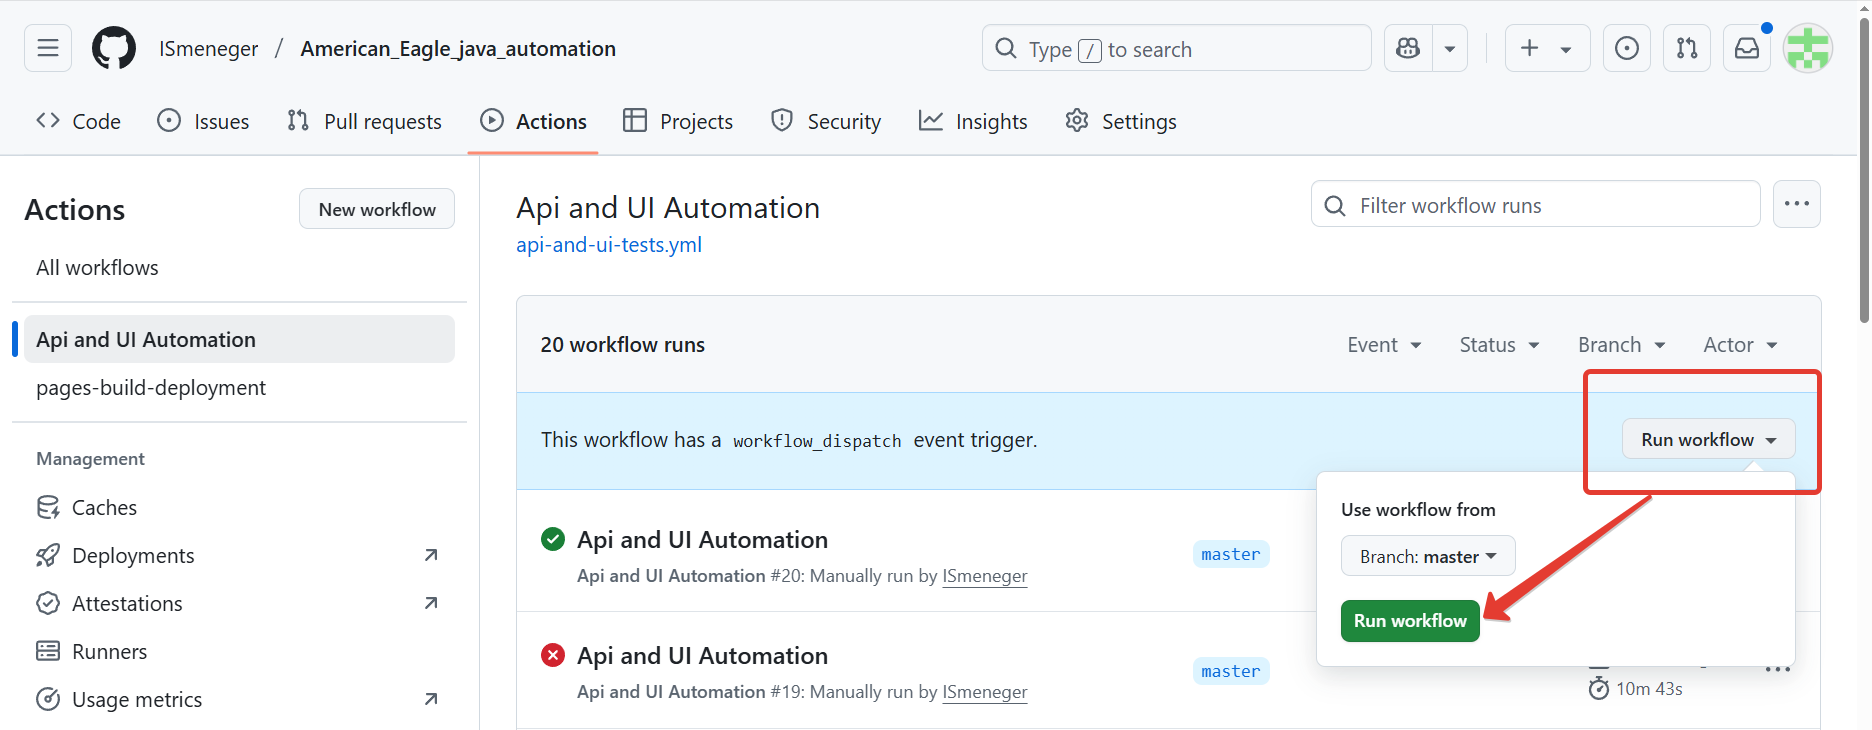 ISmeneger / American_Eagle_java_automation
Type / to search
Code
Issues
Pull requests
Actions
Projects
Security
Insights
Settings
Actions
New workflow
All workflows
Api and UI Automation
pages-build-deployment
Management
Caches
Deployments
Attestations
Runners
Usage metrics
Api and UI Automation
api-and-ui-tests.yml
Filter workflow runs
20 workflow runs
Event
Status
Branch
Actor
This workflow has a workflow_dispatch event trigger.
Run workflow
Use workflow from
Branch: master
Run workflow
Api and UI Automation
Api and UI Automation #20: Manually run by ISmeneger
master
Api and UI Automation
Api and UI Automation #19: Manually run by ISmeneger
master
10m 43s